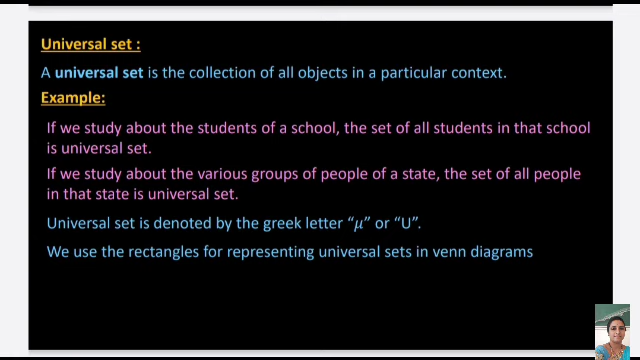 Universal set :
A universal set is the collection of all objects in a particular context.
Example:
If we study about the students of a school, the set of all students in that school
is universal set.
If we study about the various groups of people of a state, the set of all people
in that state is universal set.
Universal set is denoted by the greek letter “μ” or “U”.
We use the rectangles for representing universal sets in venn diagrams